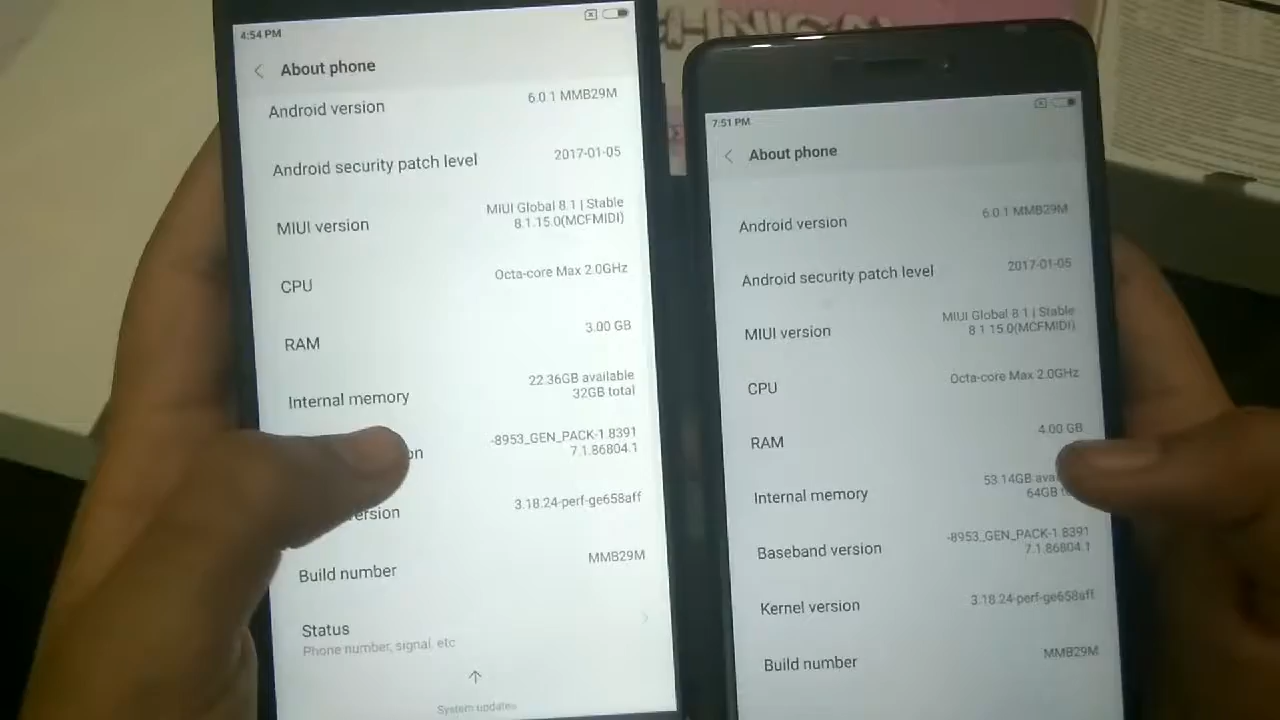 4:54 PM
About phone
Android version
6.0.1 MMB29M
Android security patch level
2017-01-05
MIUI version
MIUI Global 8.1 | Stable
8.1.15.0(MCFMIDI)
CPU
Octa-core Max 2.0GHz
RAM
3.00 GB
Internal memory
22.36GB available
32GB total
on
-8953_GEN_PACK-1.8391
7.1.86804.1
ersion
3.18.24-perf-ge658aff
Build number
MMB29M
Status
Phone number, signal, etc
System updates
7:51 PM
About phone
Android version
6.0.1 MMB29M
Android security patch level
2017-01-05
MIUI version
MIUI Global 8.1 | Stable
8.1.15.0(MCFMIDI)
CPU
Octa-core Max 2.0GHz
RAM
4.00 GB
Internal memory
53.14GB ava
64GB
Baseband version
-8953_GEN_PACK-1.8391
7.1.86804.1
Kernel version
3.18.24-perf-ge658aff
Build number
MMB29M